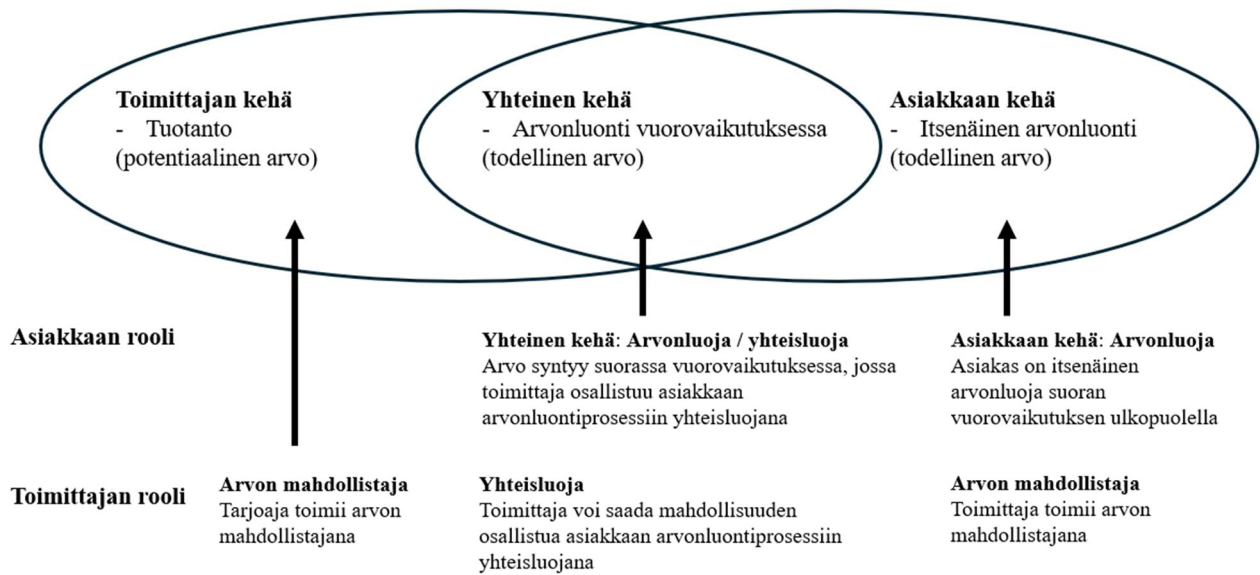 Toimittajan kehä
- Tuotanto
(potentiaalinen arvo)
Yhteinen kehä
- Arvonluonti vuorovaikutuksessa
(todellinen arvo)
Asiakkaan kehä
- Itsenäinen arvonluonti
(todellinen arvo)
Asiakkaan rooli
Yhteinen kehä: Arvonluoja / yhteisluoja
Arvo syntyy suorassa vuorovaikutuksessa, jossa
toimittaja osallistuu asiakkaan
arvonluontiprosessiin yhteisluojana
Asiakkaan kehä: Arvonluoja
Asiakas on itsenäinen
arvonluoja suoran
vuorovaikutuksen ulkopuolella
Toimittajan rooli
Arvon mahdollistaja
Tarjoaja toimii arvon
mahdollistajana
Yhteisluoja
Toimittaja voi saada mahdollisuuden
osallistua asiakkaan arvonluontiprosessiin
yhteisluojana
Arvon mahdollistaja
Toimittaja toimii arvon
mahdollistajana